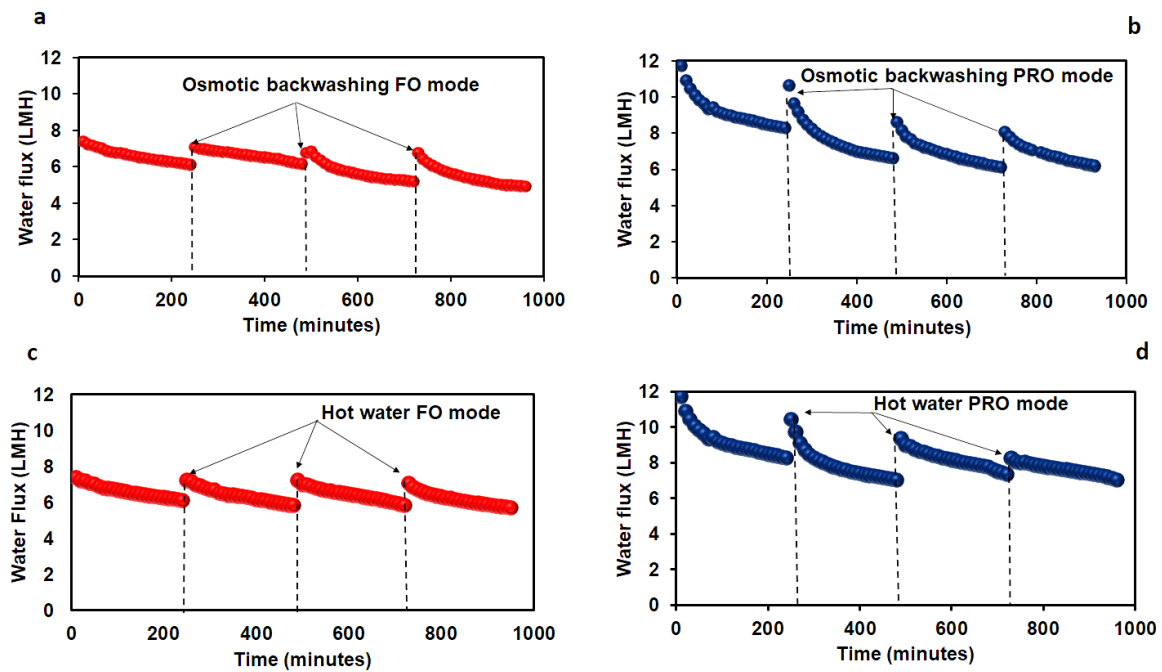 a
Osmotic backwashing FO mode
Water flux (LMH)
12
10
8
6
4
2
0
0 200 400 600 800 1000
Time (minutes)
b
Osmotic backwashing PRO mode
Water flux (LMH)
12
10
8
6
4
2
0
0 200 400 600 800 1000
Time (minutes)
c
Hot water FO mode
Water Flux (LMH)
12
10
8
6
4
2
0
0 200 400 600 800 1000
Time (minutes)
d
Hot water PRO mode
Water flux (LMH)
12
10
8
6
4
2
0
0 200 400 600 800 1000
Time (minutes)